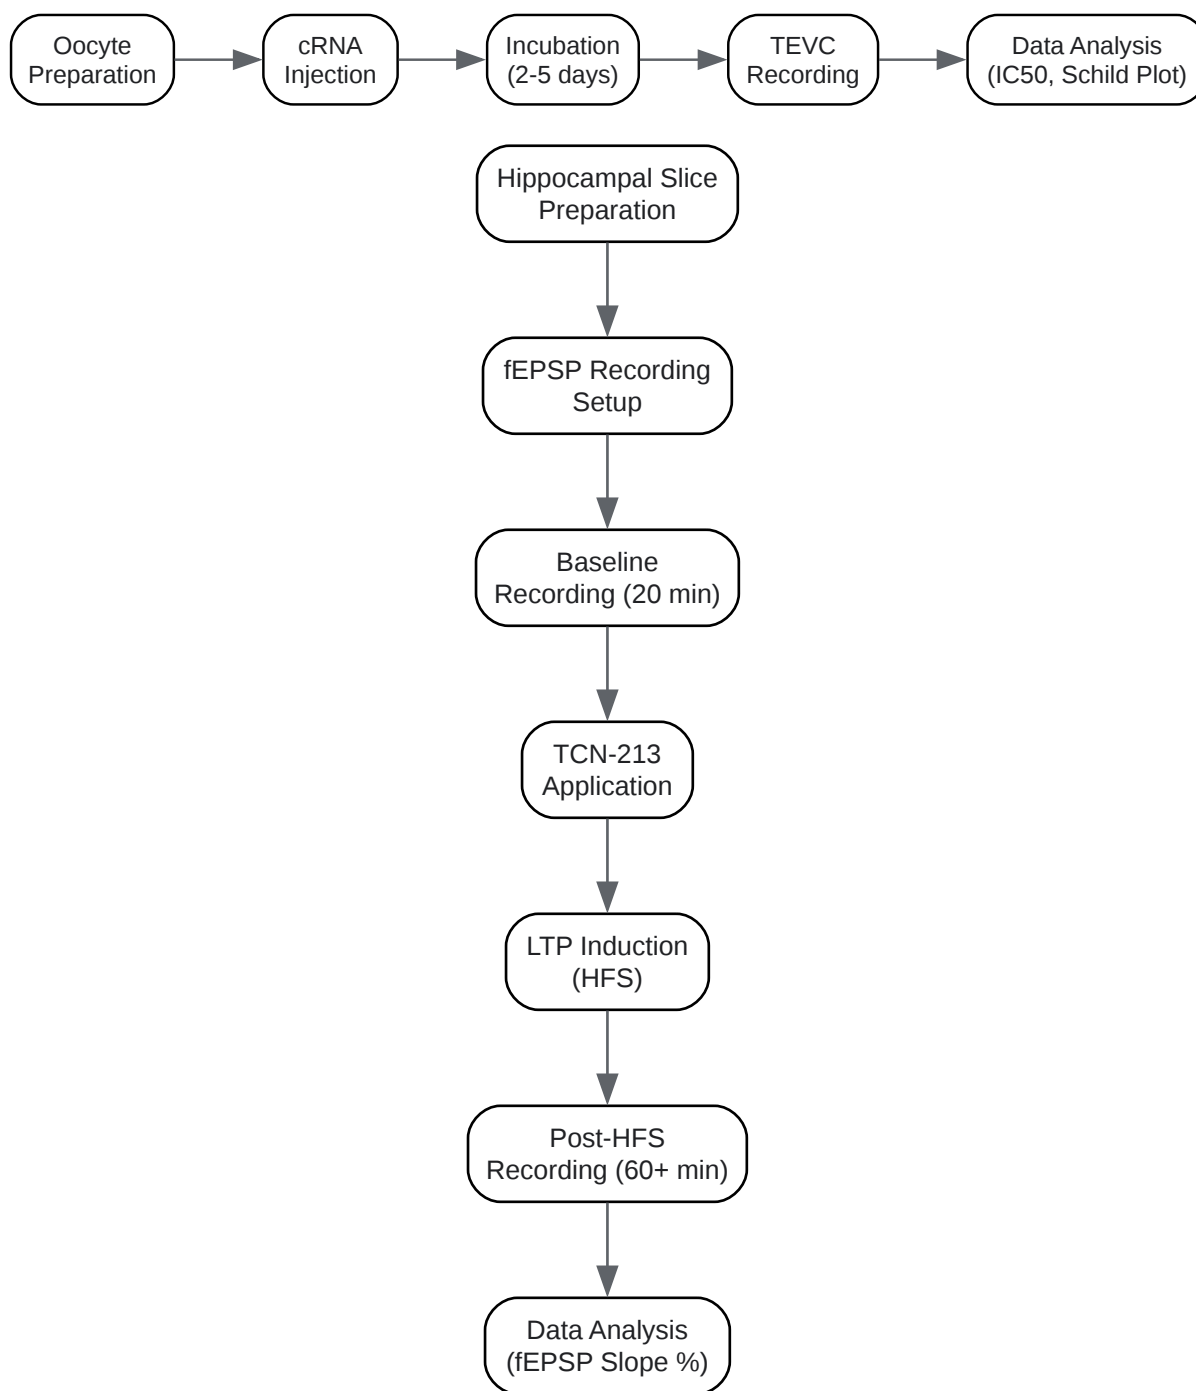 Oocyte
Preparation
cRNA
Injection
Incubation
(2-5 days)
TEVC
Recording
Data Analysis
(IC50, Schild Plot)
Hippocampal Slice
Preparation
fEPSP Recording
Setup
Baseline
Recording (20 min)
TCN-213
Application
LTP Induction
(HFS)
Post-HFS
Recording (60+ min)
Data Analysis
(fEPSP Slope %)